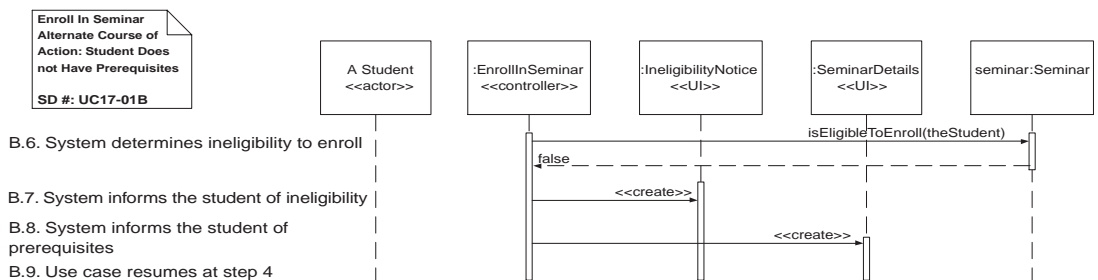 Enroll In Seminar
Alternate Course of
Action: Student Does
not Have Prerequisites
SD #: UC17-01B
A Student
<<actor>>
:EnrollInSeminar
<<controller>>
:IneligibilityNotice
<<UI>>
:SeminarDetails
<<UI>>
seminar:Seminar
B.6. System determines ineligibility to enroll
isEligibleToEnroll(theStudent)
false
B.7. System informs the student of ineligibility
<<create>>
B.8. System informs the student of
prerequisites
<<create>>
B.9. Use case resumes at step 4